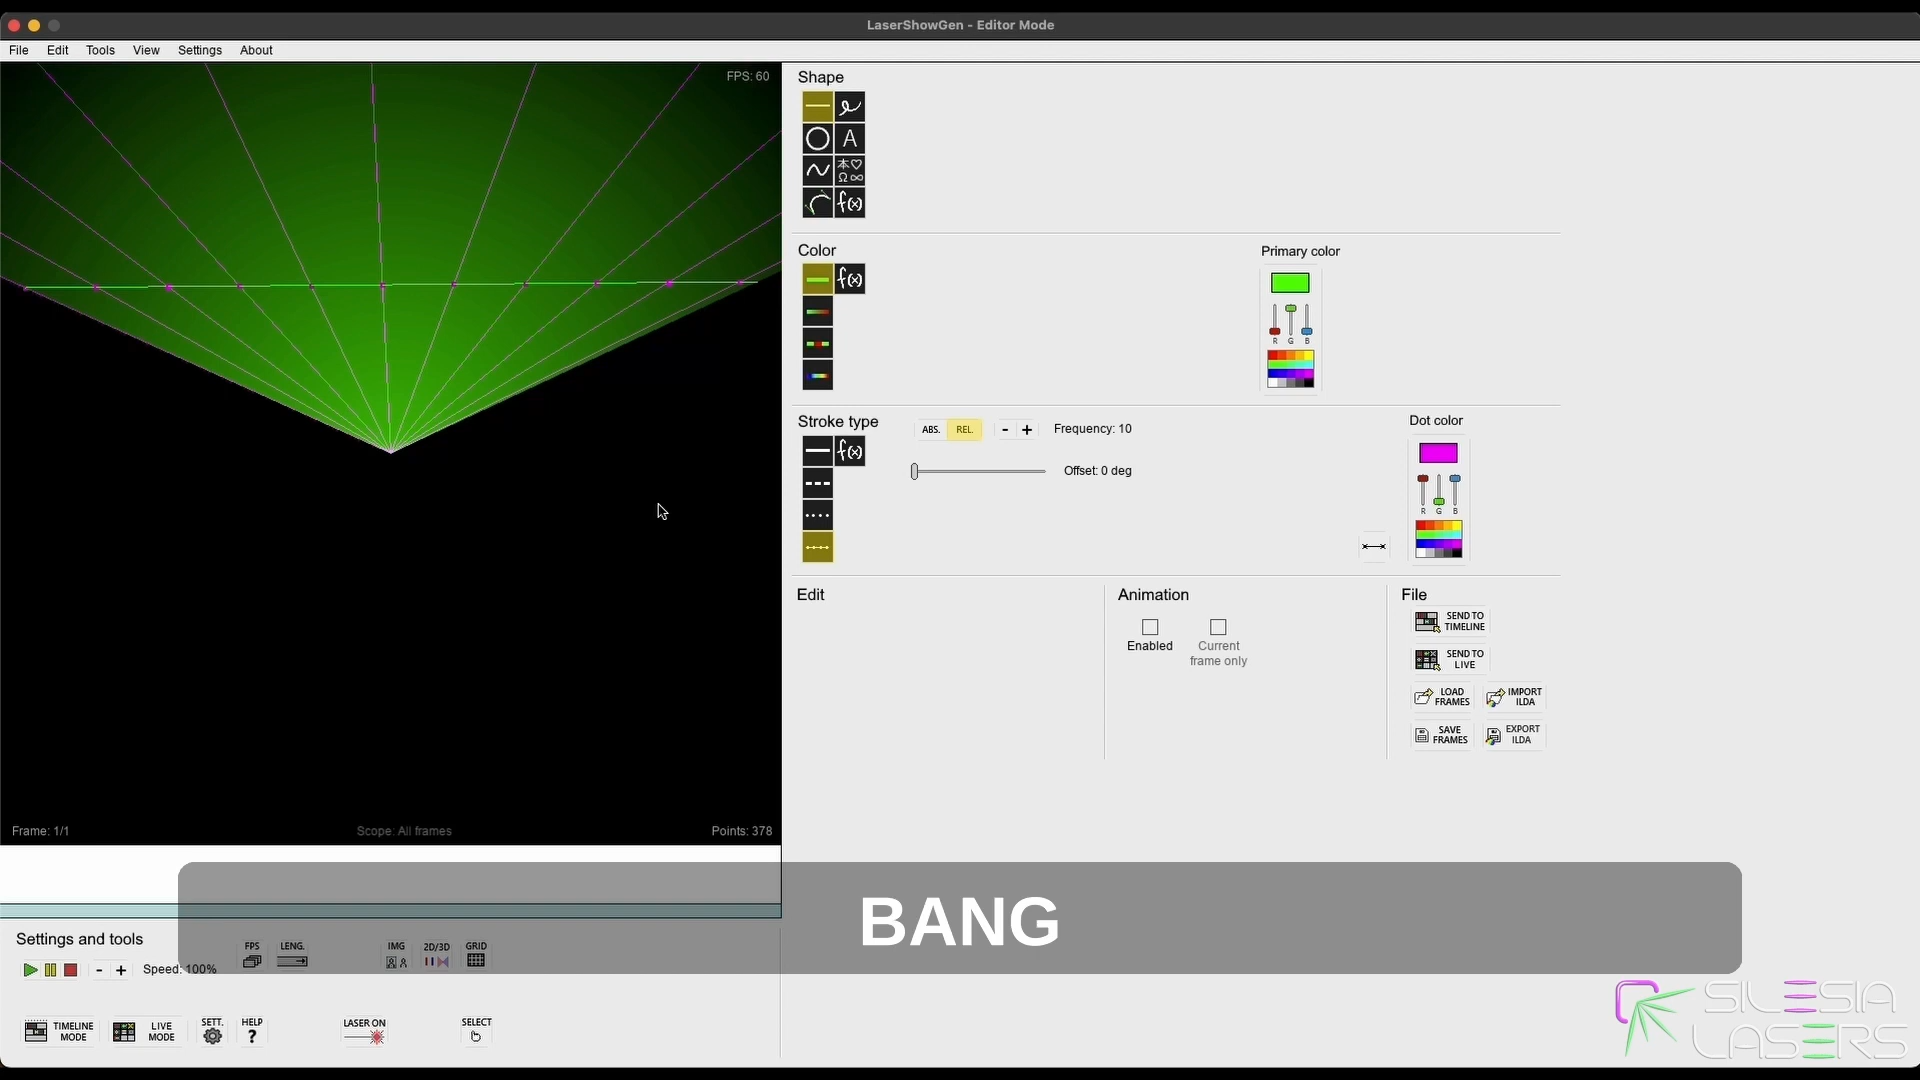 LaserShowGen - Editor Mode
File Edit Tools View Settings About
FPS: 60
Shape
A
本♡
Ω∞
f(x)
Color
f(x)
Primary color
R G B
Stroke type
f(x)
ABS. REL. - + Frequency: 10
Offset: 0 deg
Dot color
R G B
Edit
Animation
Enabled
Current
frame only
File
SEND TO
TIMELINE
SEND TO
LIVE
LOAD
FRAMES
IMPORT
ILDA
SAVE
FRAMES
EXPORT
ILDA
Frame: 1/1 Scope: All frames Points: 378
BANG
Settings and tools
- + Speed: 100%
FPS LENG. IMG 2D/3D GRID
TIMELINE
MODE
LIVE
MODE
SETT. HELP
?
LASER ON
SELECT
SILESIA
LASERS